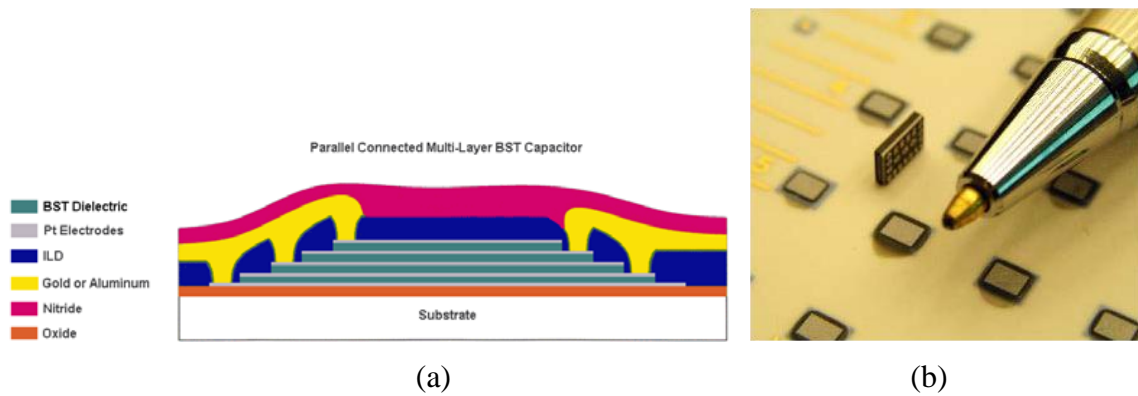 Parallel Connected Multi-Layer BST Capacitor
BST Dielectric
Pt Electrodes
ILD
Gold or Aluminum
Nitride
Oxide
Substrate
(a)
(b)